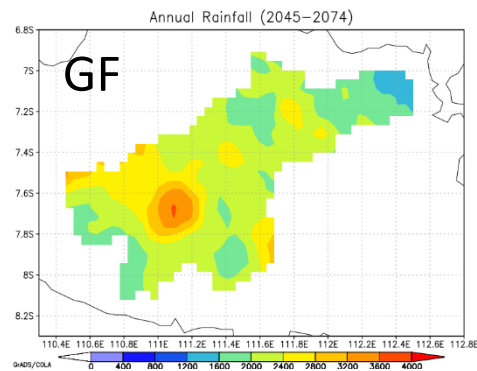 Annual Rainfall (2045-2074)
6.8S
GF
7S
7.2S
7.4S
7.6S
7.8S
8S
8.2S
110.4E 110.6E 110.8E 111E 111.2E 111.4E 111.6E 111.8E 112E 112.2E 112.4E 112.6E 112.8E
GrADS/COLA
0 400 800 1200 1600 2000 2400 2800 3200 3600 4000